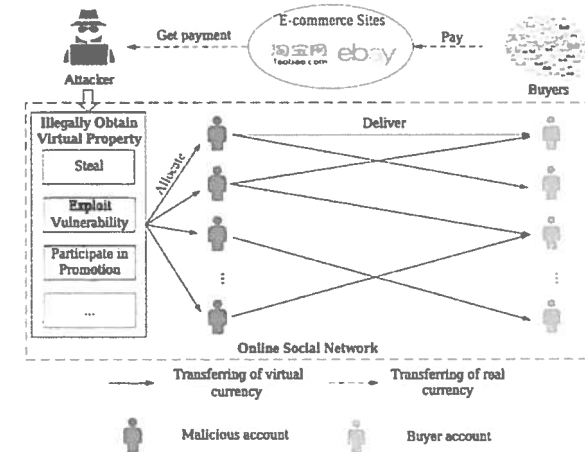 E-commerce Sites
Get payment
Pay
淘宝网
Taobao.com
ebay
Attacker
Buyers
Illegally Obtain
Virtual Property
Steal
Exploit
Vulnerability
Participate in
Promotion
...
Allocate
Deliver
Online Social Network
Transferring of virtual
currency
Transferring of real
currency
Malicious account
Buyer account